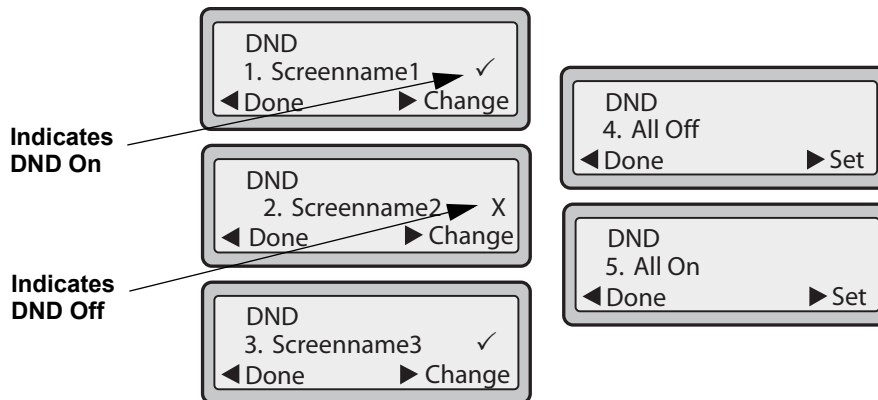 DND
1. Screenname1 ✓
◀Done ▶Change
Indicates
DND On
DND
2. Screenname2 X
◀Done ▶Change
Indicates
DND Off
DND
3. Screenname3 ✓
◀Done ▶Change
DND
4. All Off
◀Done ▶Set
DND
5. All On
◀Done ▶Set